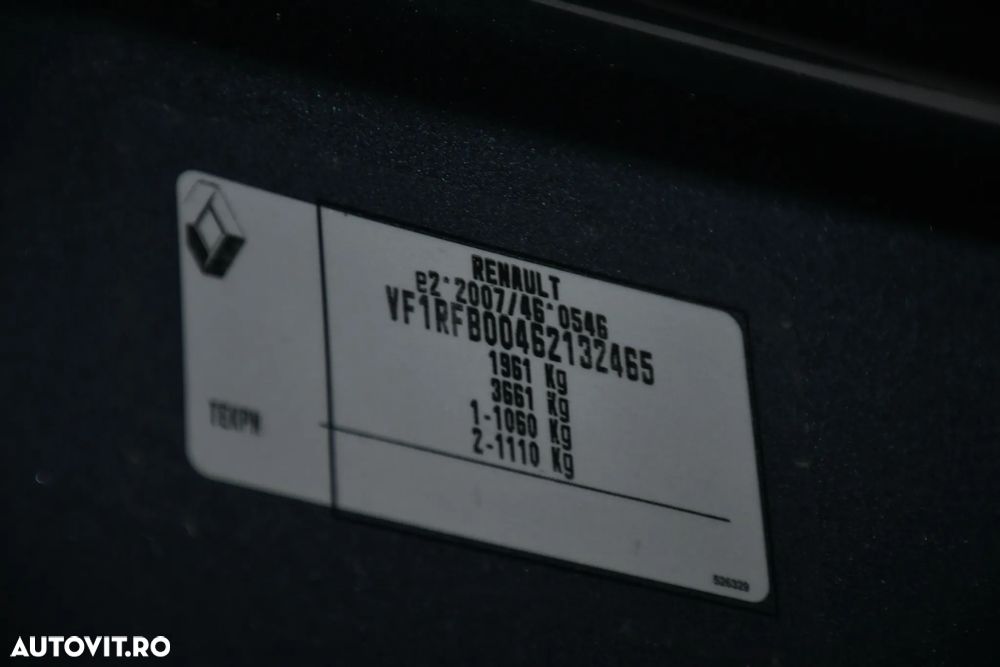 RENAULT
e2*2007/46*0546
VF1RFB00462132465
1961 Kg
3661 Kg
1-1060 Kg
2-1110 Kg
TEKPN
526329
AUTOVIT.RO